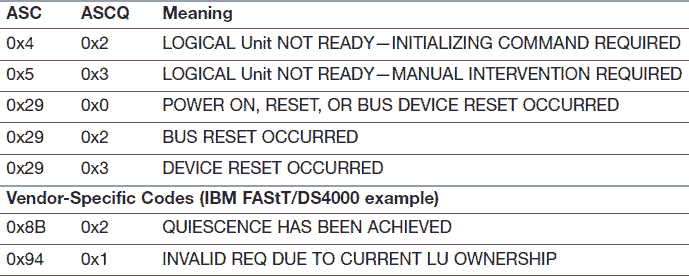 ASC ASCQ Meaning
0x4 0x2 LOGICAL Unit NOT READY—INITIALIZING COMMAND REQUIRED
0x5 0x3 LOGICAL Unit NOT READY—MANUAL INTERVENTION REQUIRED
0x29 0x0 POWER ON, RESET, OR BUS DEVICE RESET OCCURRED
0x29 0x2 BUS RESET OCCURRED
0x29 0x3 DEVICE RESET OCCURRED
Vendor-Specific Codes (IBM FAStT/DS4000 example)
0x8B 0x2 QUIESCENCE HAS BEEN ACHIEVED
0x94 0x1 INVALID REQ DUE TO CURRENT LU OWNERSHIP